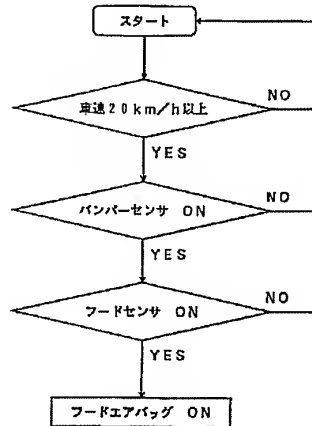 スタート
車速20km/h以上
NO
YES
バンパーセンサ ON
NO
YES
フードセンサ ON
NO
YES
フードエアバッグ ON